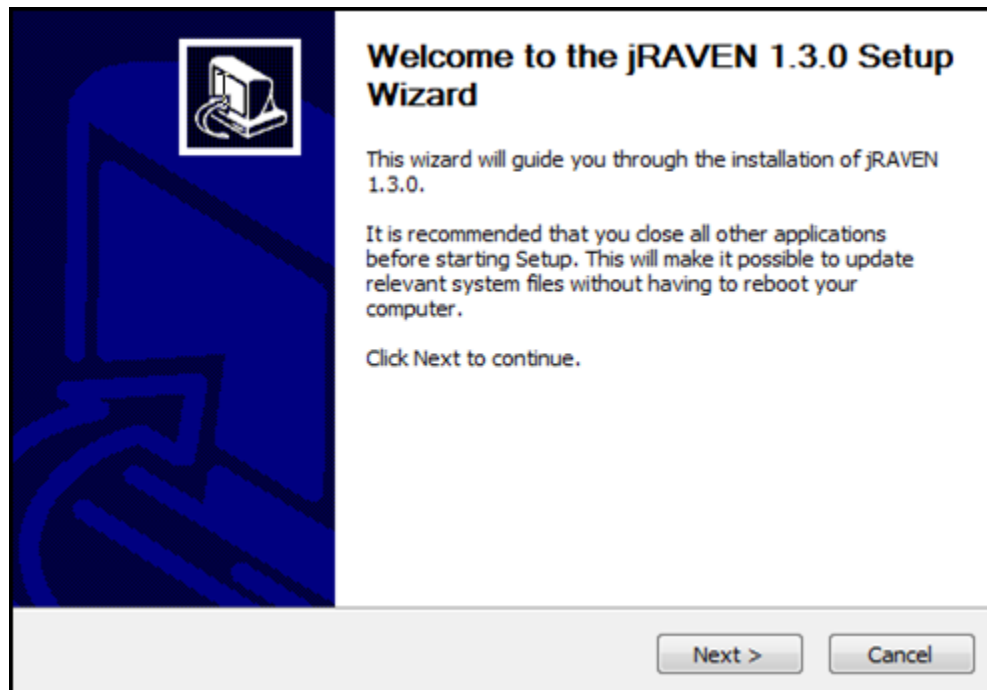 Welcome to the jRAVEN 1.3.0 Setup
Wizard
This wizard will guide you through the installation of jRAVEN
1.3.0.
It is recommended that you close all other applications
before starting Setup. This will make it possible to update
relevant system files without having to reboot your
computer.
Click Next to continue.
Next >
Cancel